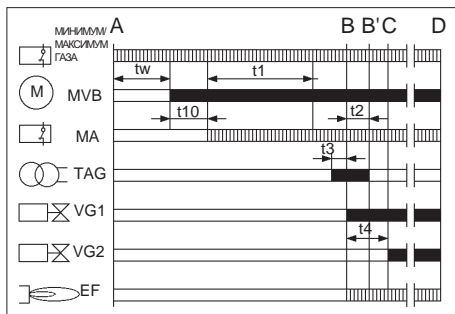 A B B' C D
МИНИМУМ/
МАКСИМУМ
ГАЗА
tw t1
M MVB
t10 t2
MA
t3
TAG
VG1
t4
VG2
EF